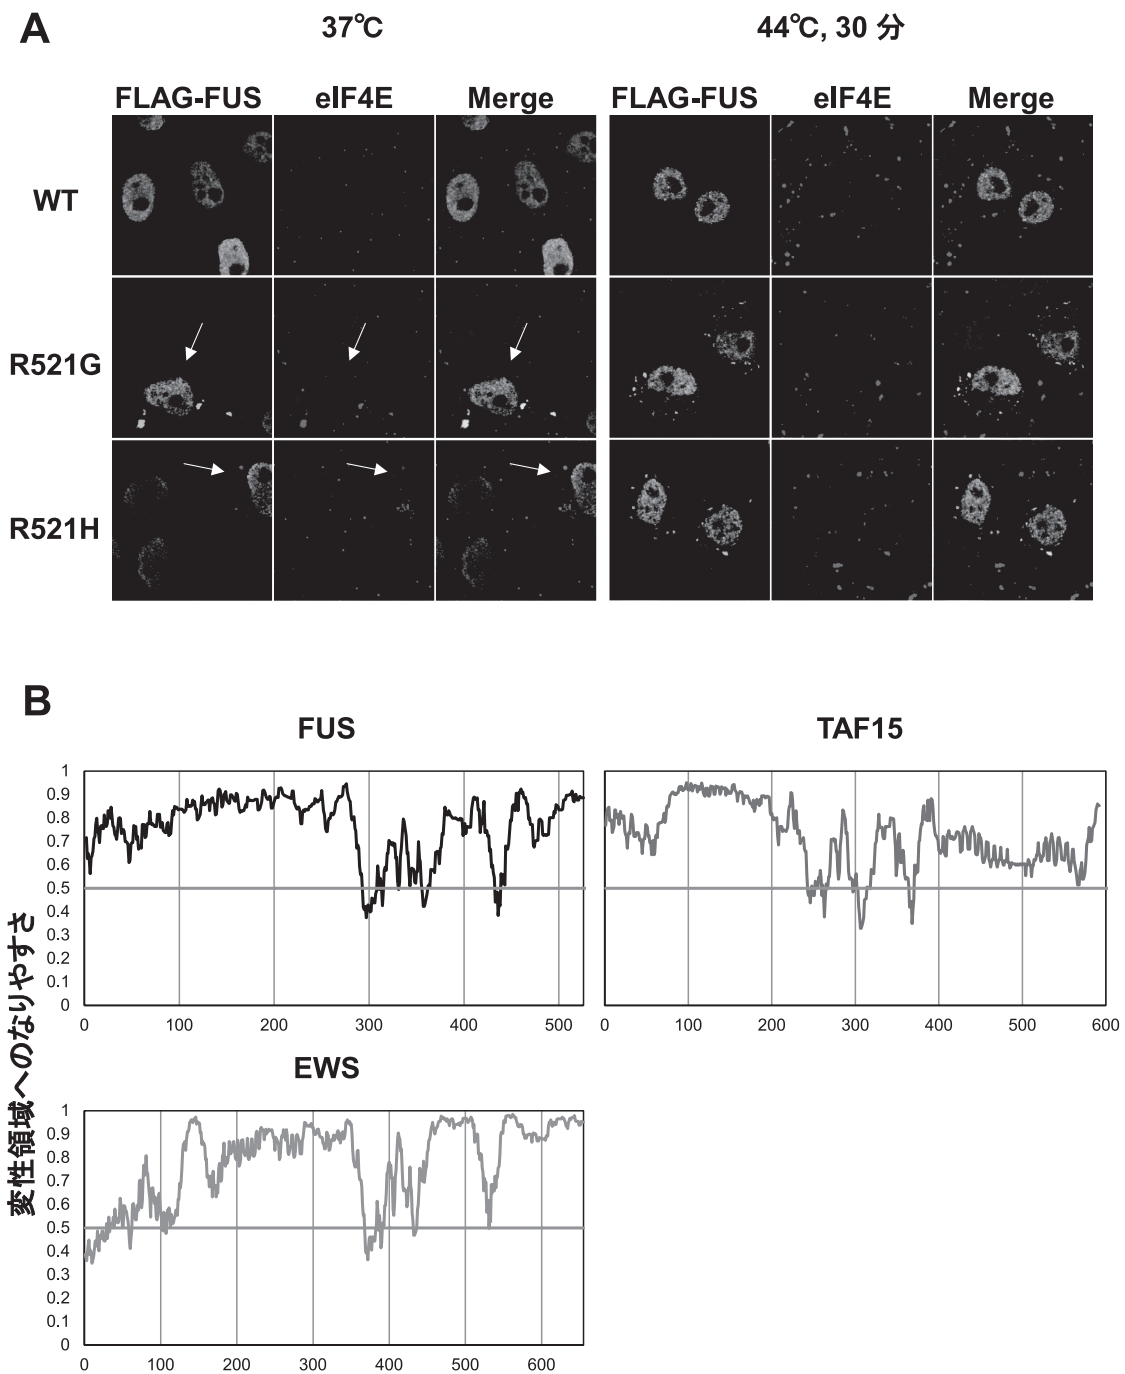 A
37℃
44℃, 30 分
FLAG-FUS eIF4E Merge FLAG-FUS eIF4E Merge
WT
R521G
R521H
B
FUS TAF15
1
0.9
0.8
0.7
0.6
0.5
0.4
0.3
0.2
0.1
0
0 100 200 300 400 500
0 100 200 300 400 500 600
変性領域へのなりやすさ
EWS
1
0.9
0.8
0.7
0.6
0.5
0.4
0.3
0.2
0.1
0
0 100 200 300 400 500 600